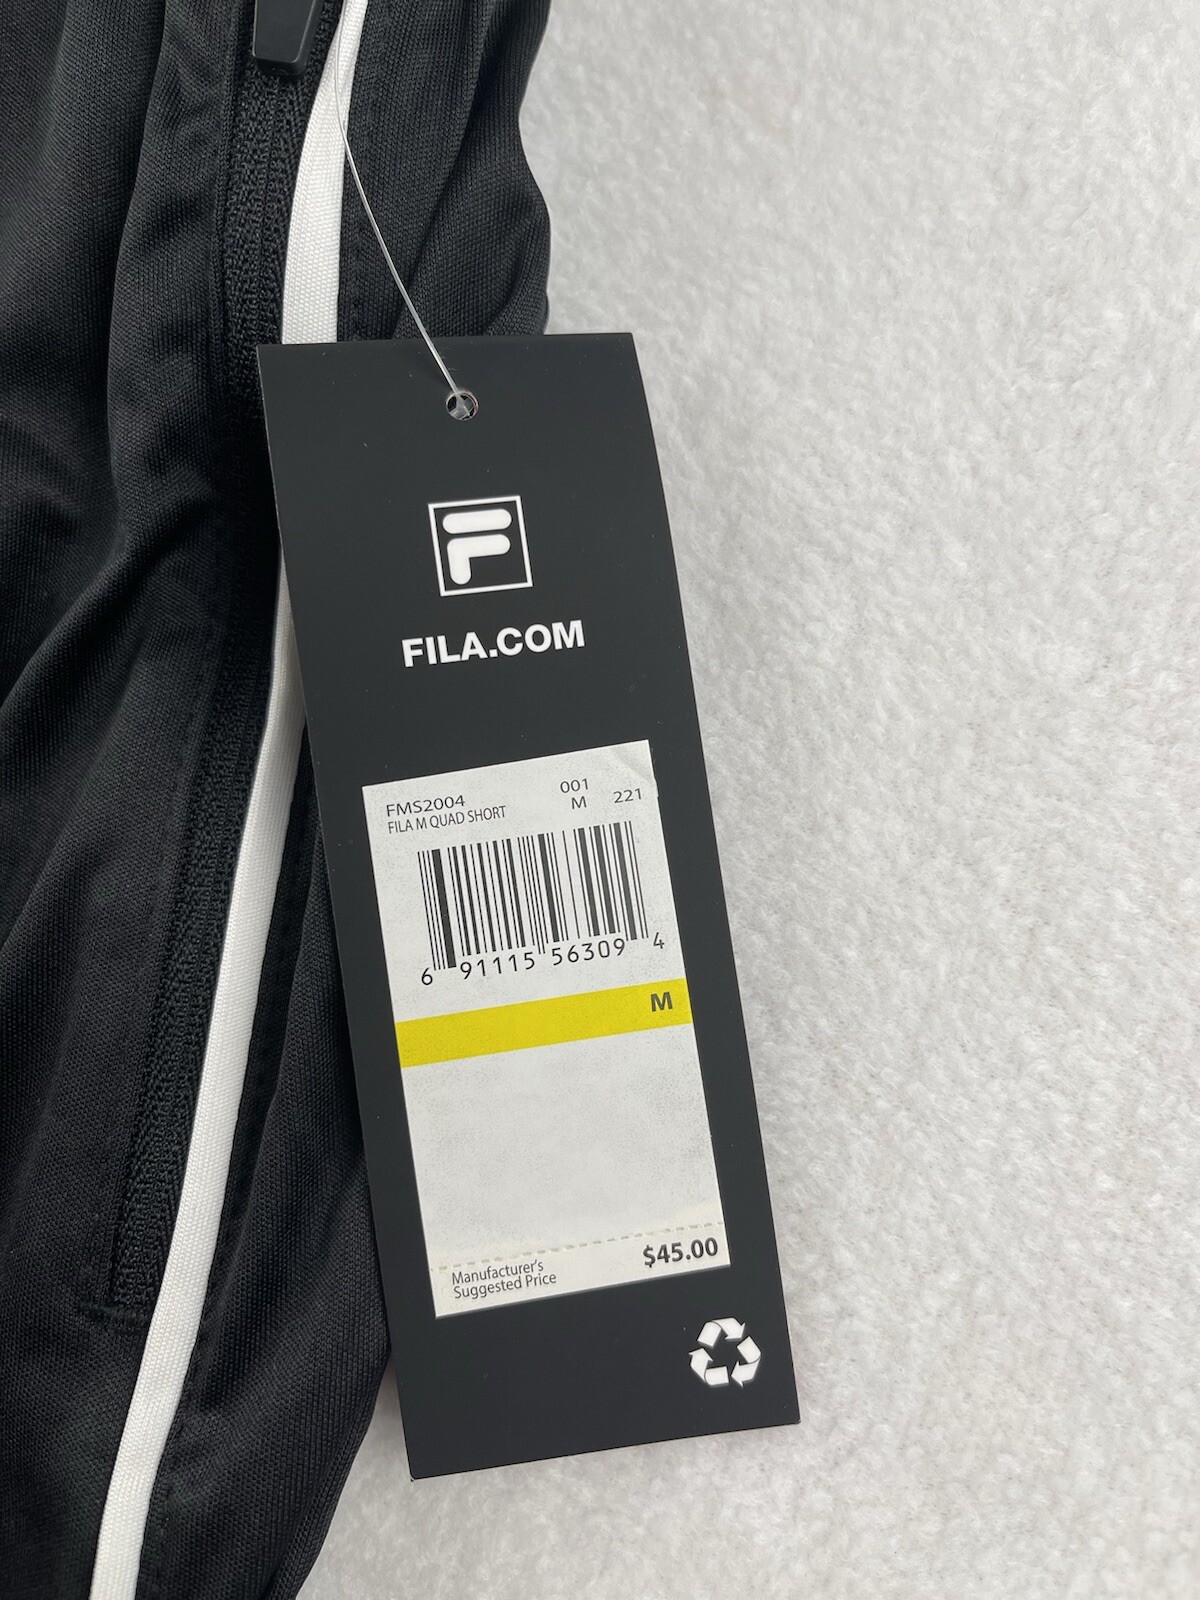 F
FILA.COM
FMS2004 001
FILA M QUAD SHORT M 221
6 91115 56309 4
M
Manufacturer's
Suggested Price $45.00